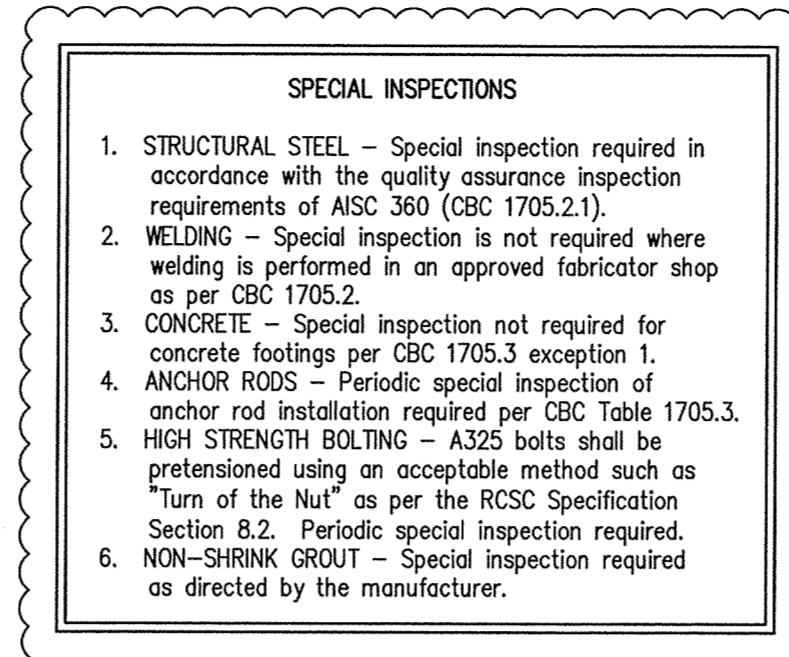 SPECIAL INSPECTIONS
1. STRUCTURAL STEEL – Special inspection required in
accordance with the quality assurance inspection
requirements of AISC 360 (CBC 1705.2.1).
2. WELDING – Special inspection is not required where
welding is performed in an approved fabricator shop
as per CBC 1705.2.
3. CONCRETE – Special inspection not required for
concrete footings per CBC 1705.3 exception 1.
4. ANCHOR RODS – Periodic special inspection of
anchor rod installation required per CBC Table 1705.3.
5. HIGH STRENGTH BOLTING – A325 bolts shall be
pretensioned using an acceptable method such as
"Turn of the Nut" as per the RCSC Specification
Section 8.2. Periodic special inspection required.
6. NON–SHRINK GROUT – Special inspection required
as directed by the manufacturer.